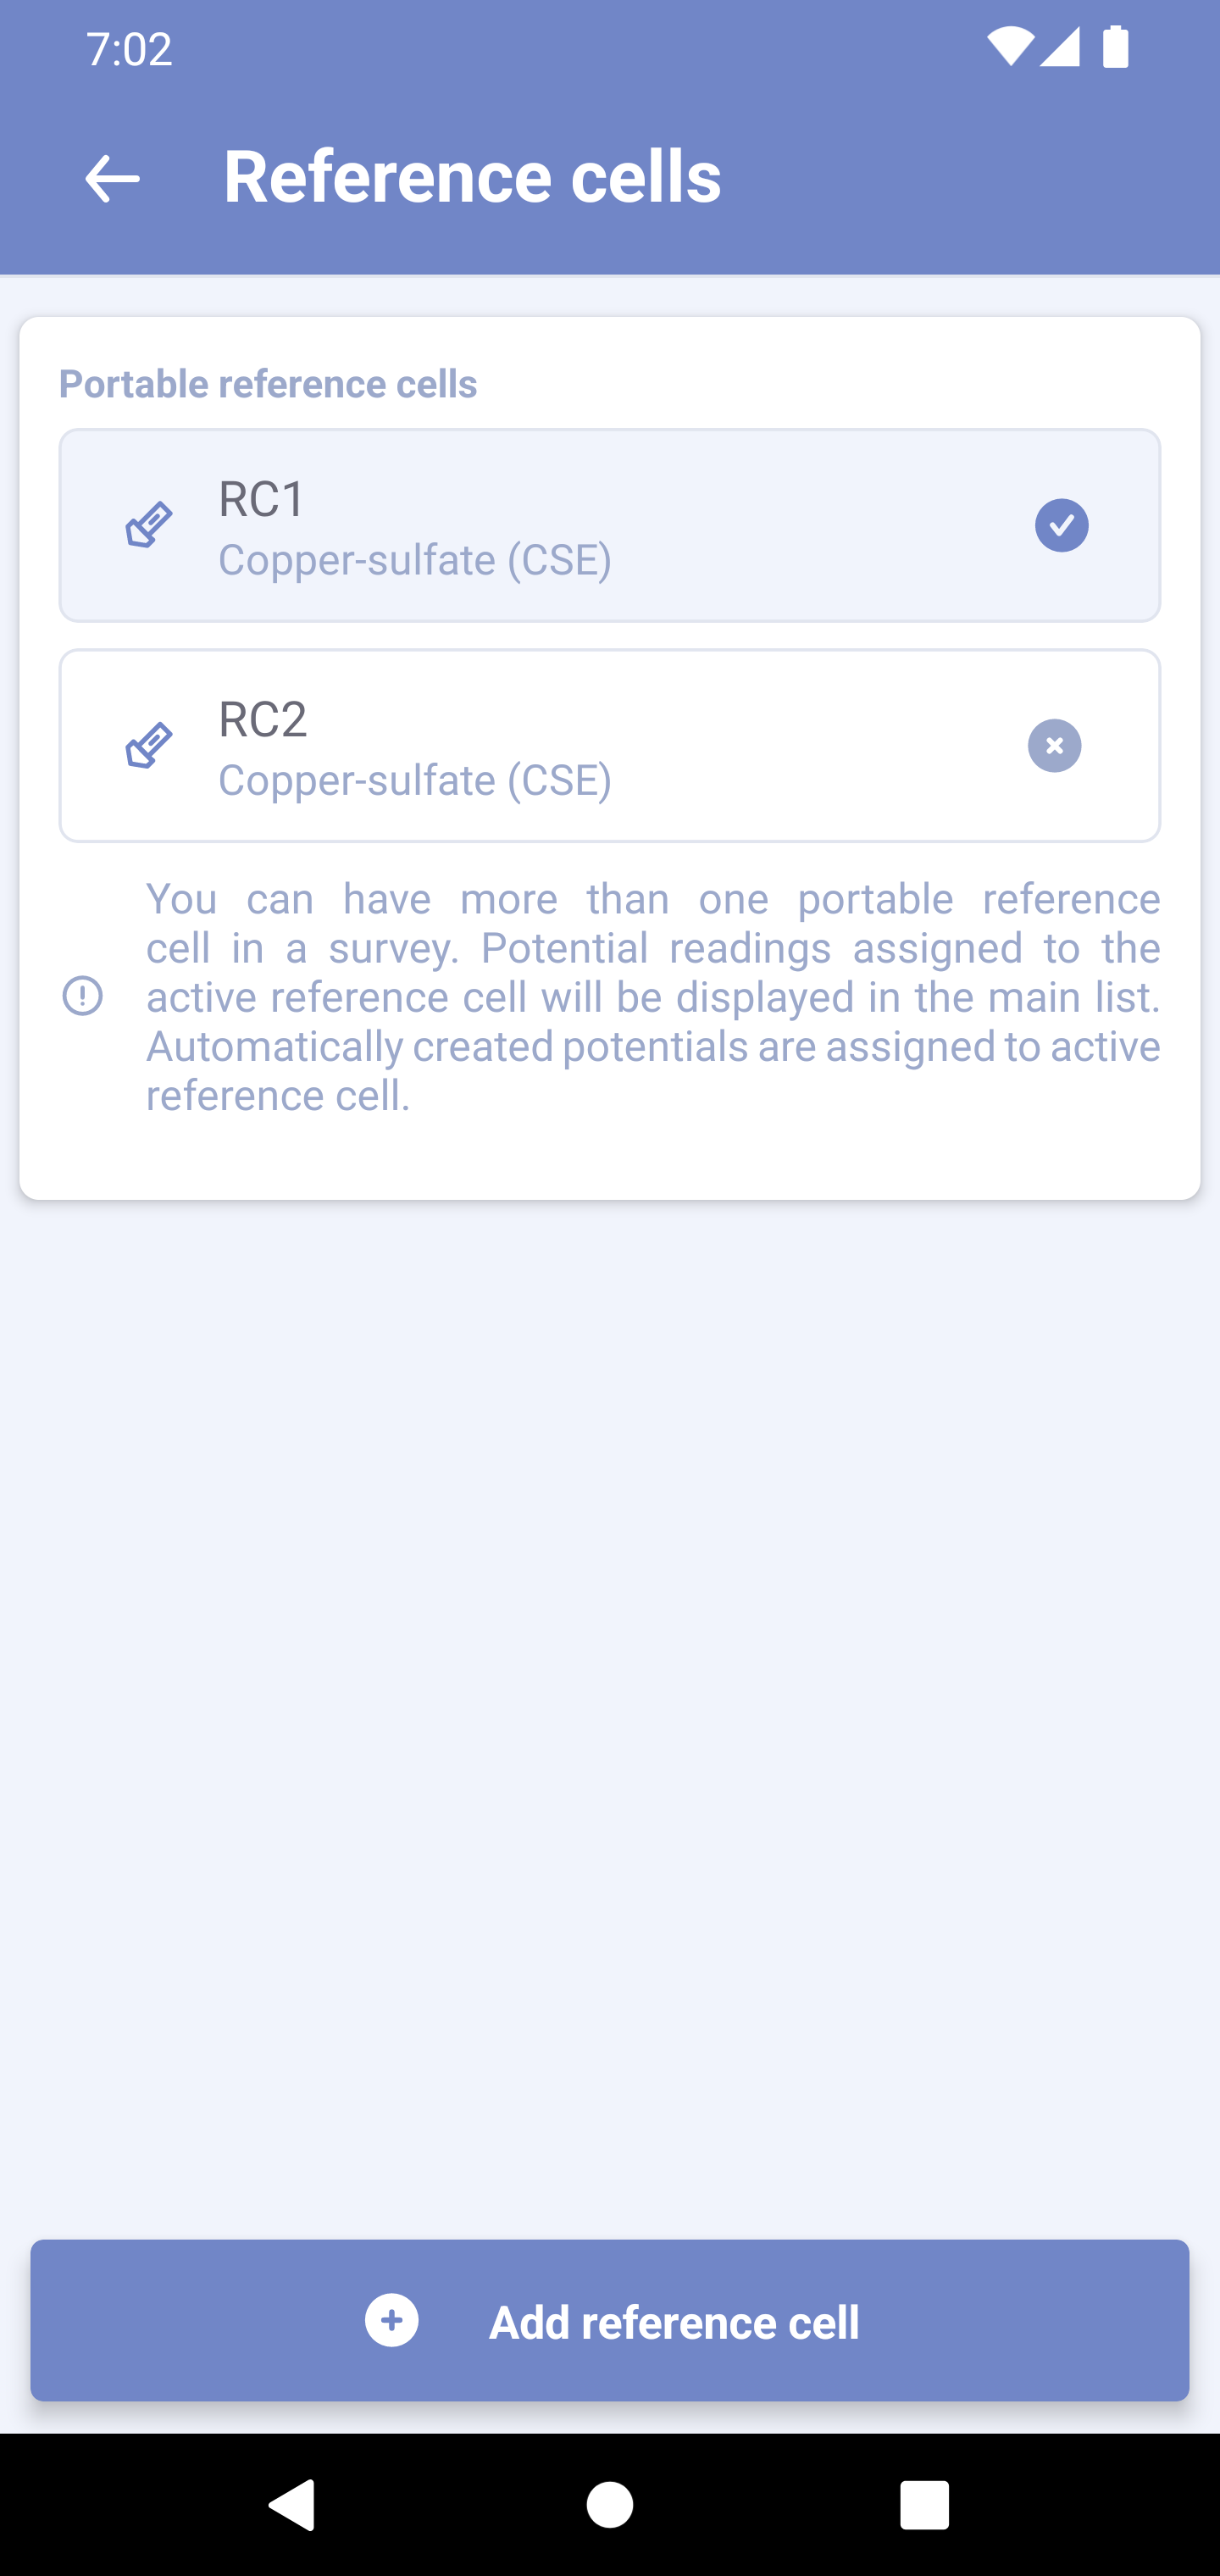 7:02
Reference cells
Portable reference cells
RC1
Copper-sulfate (CSE)
RC2
Copper-sulfate (CSE)
You can have more than one portable reference
cell in a survey. Potential readings assigned to the
active reference cell will be displayed in the main list.
Automatically created potentials are assigned to active
reference cell.
Add reference cell